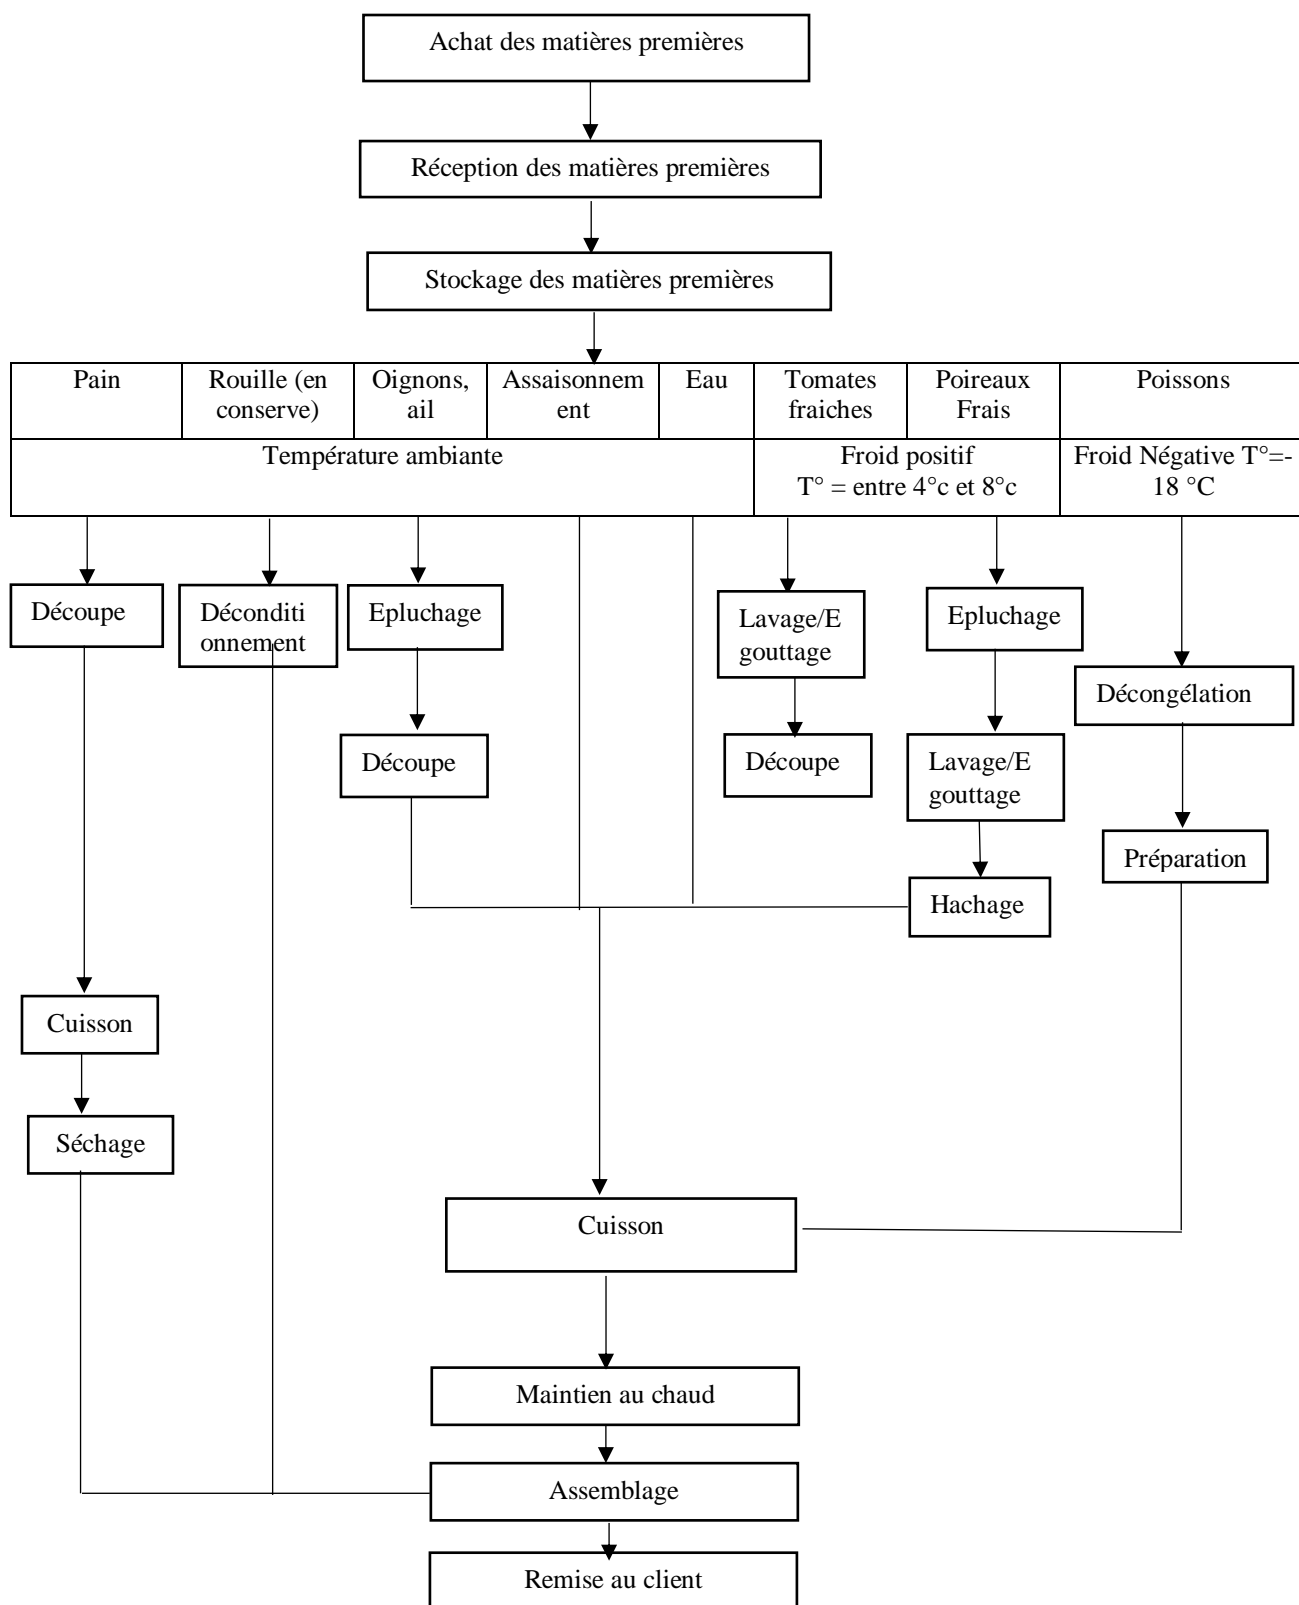 Achat des matières premières
Réception des matières premières
Stockage des matières premières
Pain
Rouille (en
conserve)
Oignons,
ail
Assaisonnem
ent
Eau
Tomates
fraiches
Poireaux
Frais
Poissons
Température ambiante
Froid positif
T° = entre 4°c et 8°c
Froid Négative T°=-
18 °C
Découpe
Déconditi
onnement
Epluchage
Lavage/E
gouttage
Epluchage
Décongélation
Découpe
Découpe
Lavage/E
gouttage
Préparation
Hachage
Cuisson
Séchage
Cuisson
Maintien au chaud
Assemblage
Remise au client